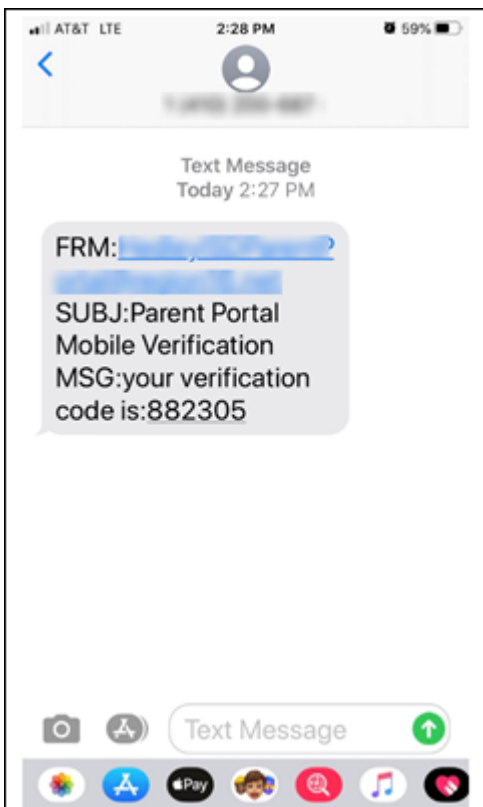 AT&T LTE
2:28 PM
59%
Text Message
Today 2:27 PM
FRM:
SUBJ:Parent Portal
Mobile Verification
MSG:your verification
code is:882305
Text Message
Pay